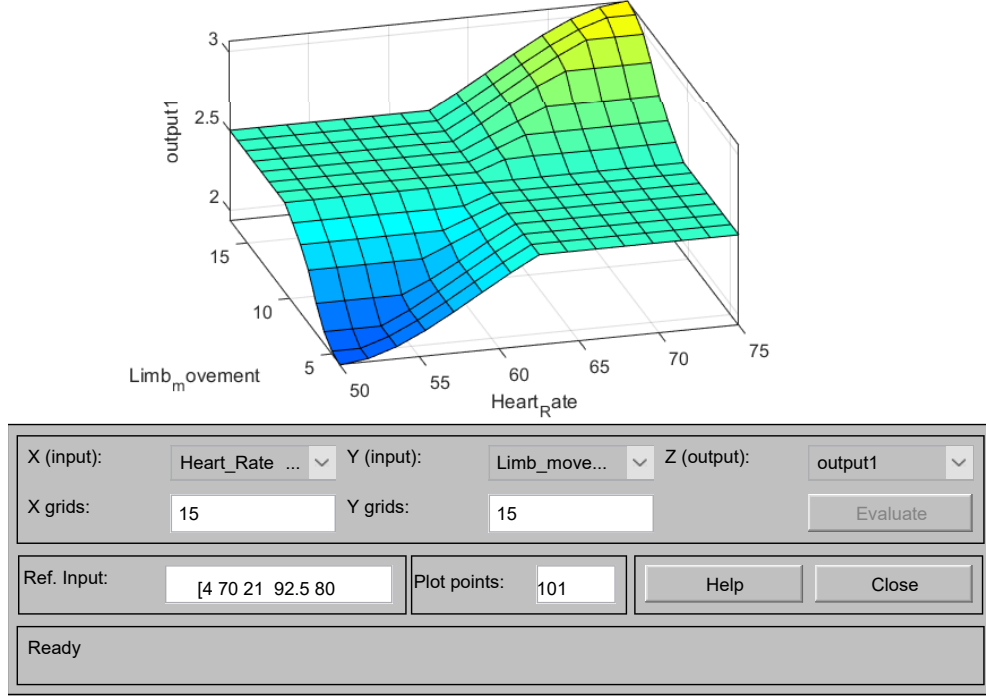 3
2.5
2
output1
15
10
5
Limb_movement
50
55
60
65
70
75
Heart_Rate
X (input): Heart_Rate ... Y (input): Limb_move... Z (output): output1
X grids: 15 Y grids: 15 Evaluate
Ref. Input: [4 70 21 92.5 80 Plot points: 101 Help Close
Ready